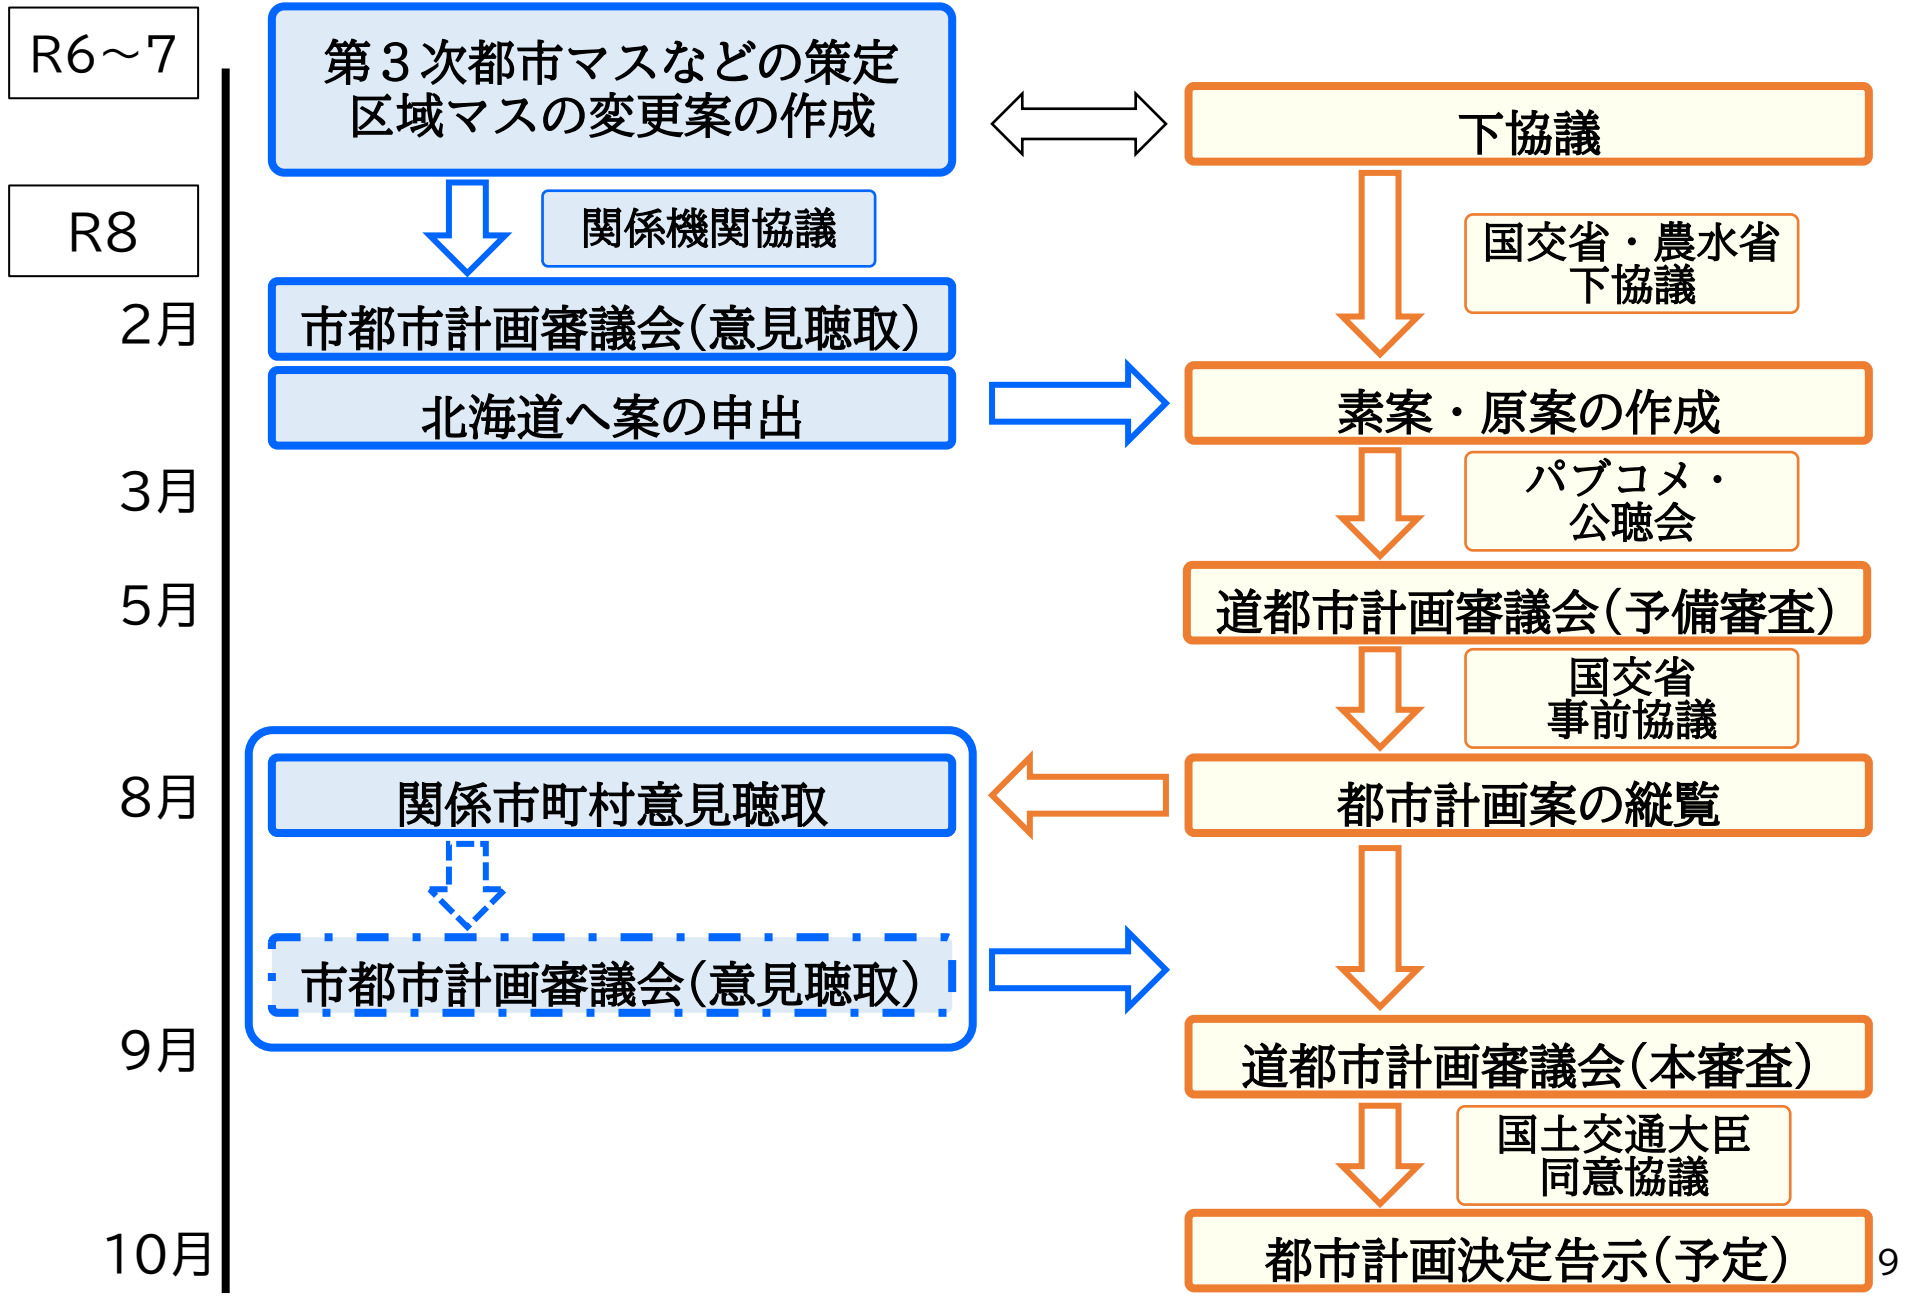 R6～7
第３次都市マスなどの策定
区域マスの変更案の作成
下協議
R8
関係機関協議
国交省・農水省
下協議
2月
市都市計画審議会(意見聴取)
北海道へ案の申出
素案・原案の作成
3月
パブコメ・
公聴会
5月
道都市計画審議会(予備審査)
国交省
事前協議
8月
関係市町村意見聴取
都市計画案の縦覧
市都市計画審議会(意見聴取)
9月
道都市計画審議会(本審査)
国土交通大臣
同意協議
10月
都市計画決定告示(予定)
9